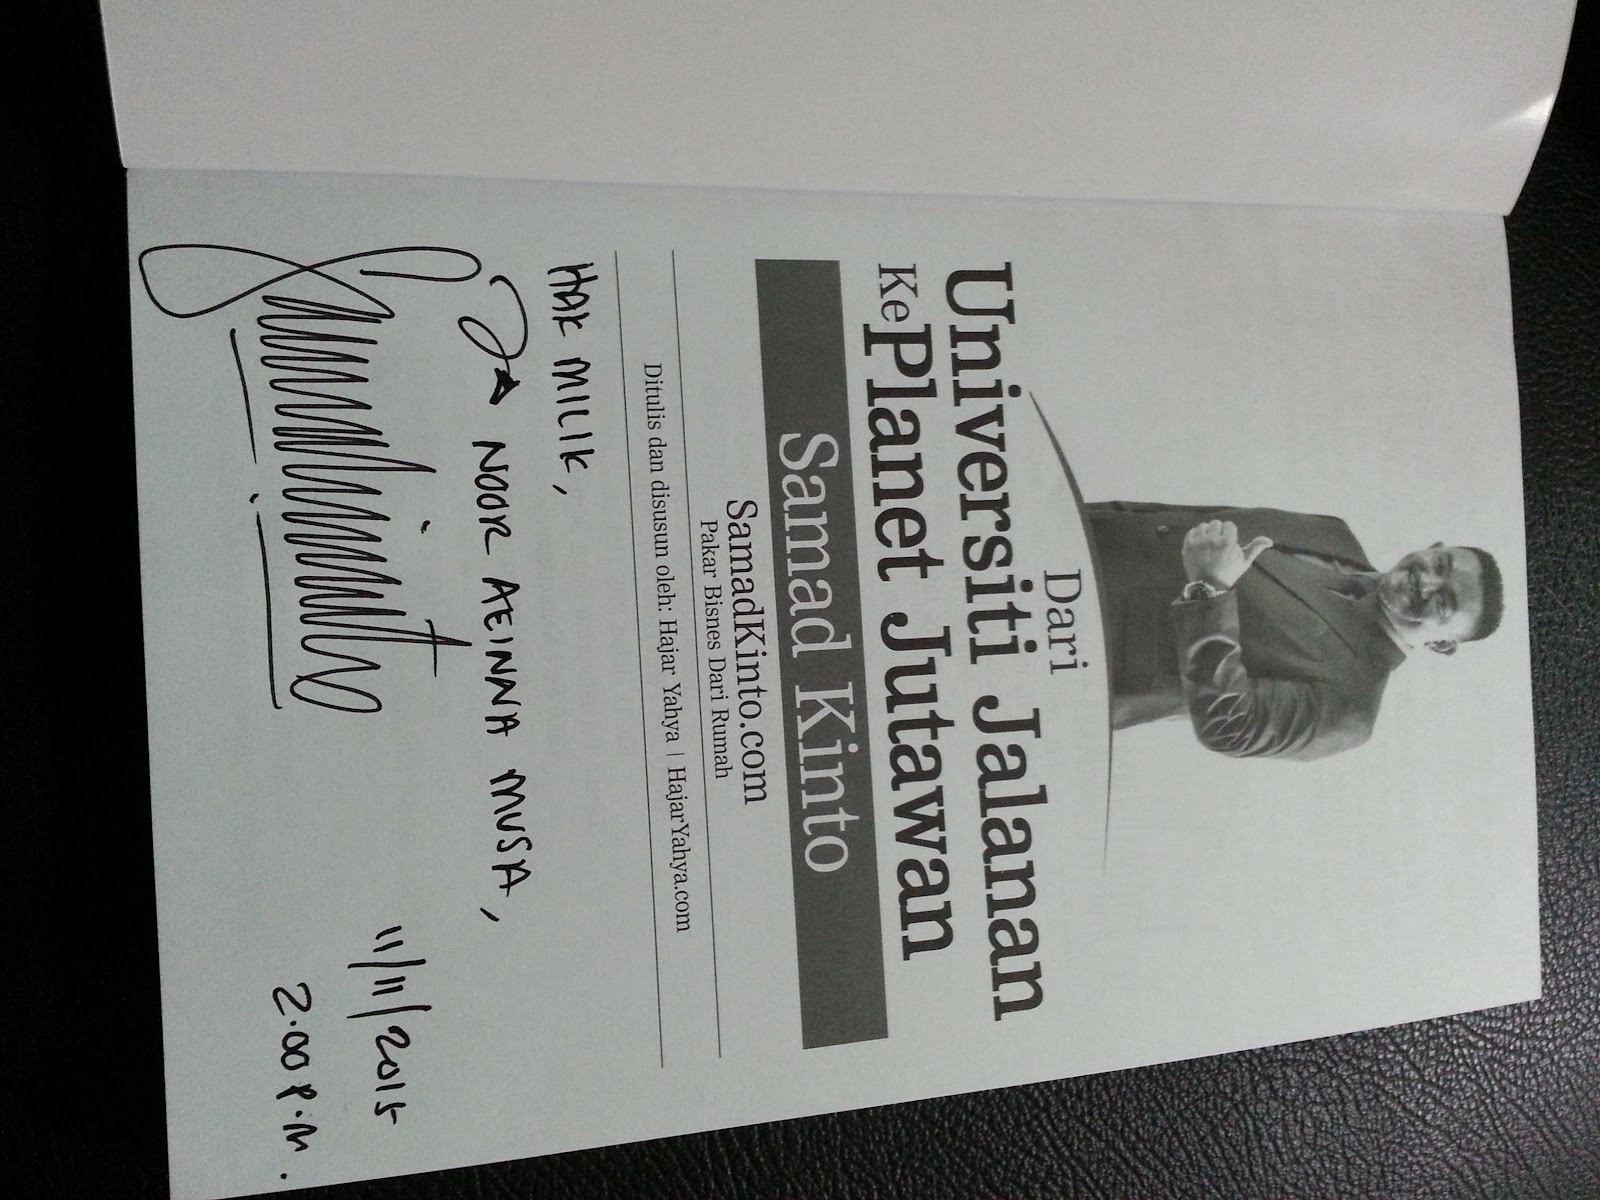 Dari
Universiti Jalanan
Ke Planet Jutawan
Samad Kinto
SamadKinto.com
Pakar Bisnes Dari Rumah
Ditulis dan disusun oleh: Hajar Yahya | HajarYahya.com
HAK MILIK,
NOOR AEINNA MUSA,
11/11/2015
2.00 P.M.